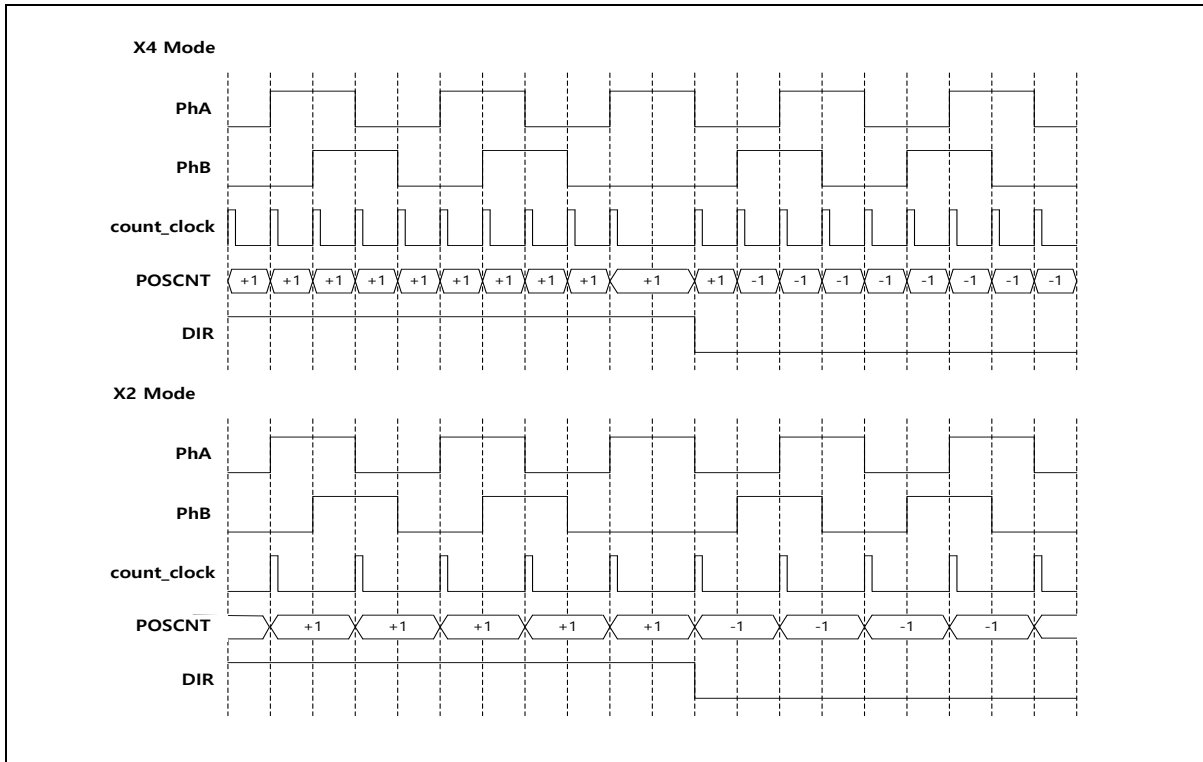 X4 Mode
PhA
PhB
count_clock
POSCNT +1 +1 +1 +1 +1 +1 +1 +1 +1 +1 +1 -1 -1 -1 -1 -1 -1 -1 -1
DIR
X2 Mode
PhA
PhB
count_clock
POSCNT +1 +1 +1 +1 +1 -1 -1 -1 -1
DIR